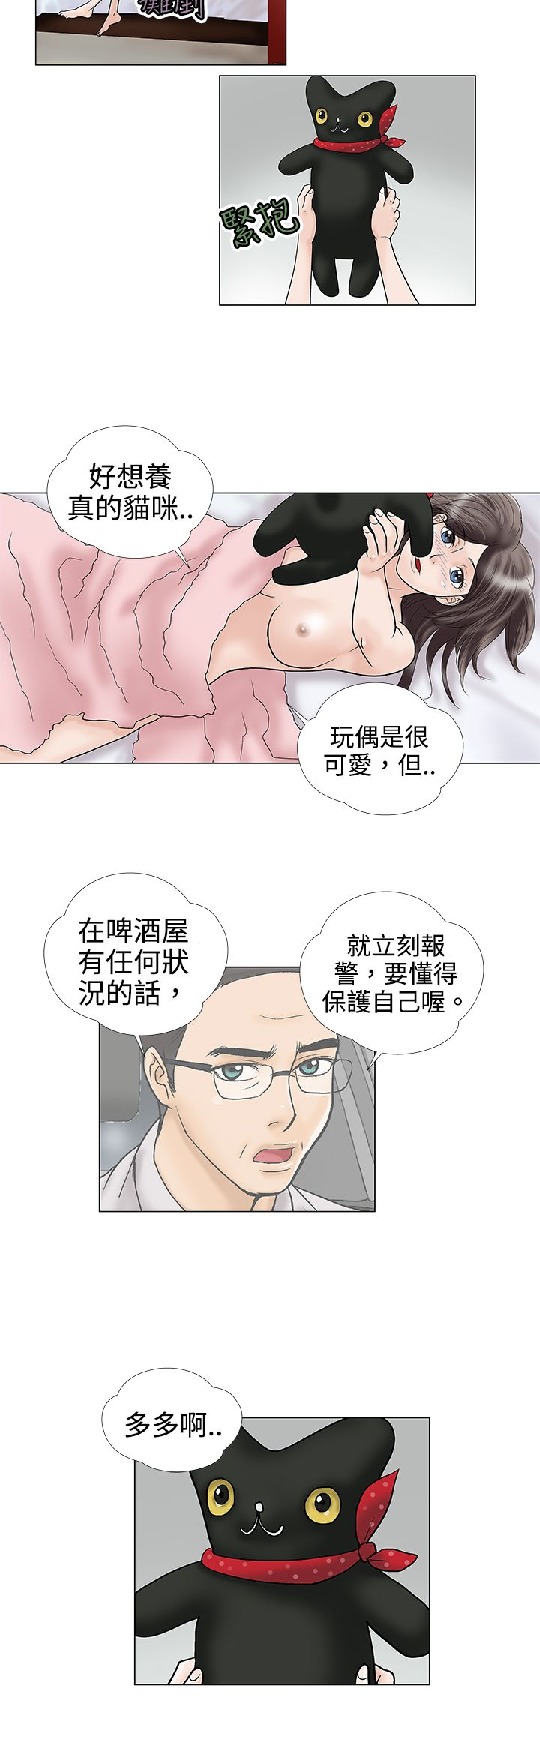 癱倒
緊抱
好想養
真的貓咪..
玩偶是很
可愛，但..
在啤酒屋
有任何狀
況的話，
就立刻報
警，要懂得
保護自己喔。
多多啊..